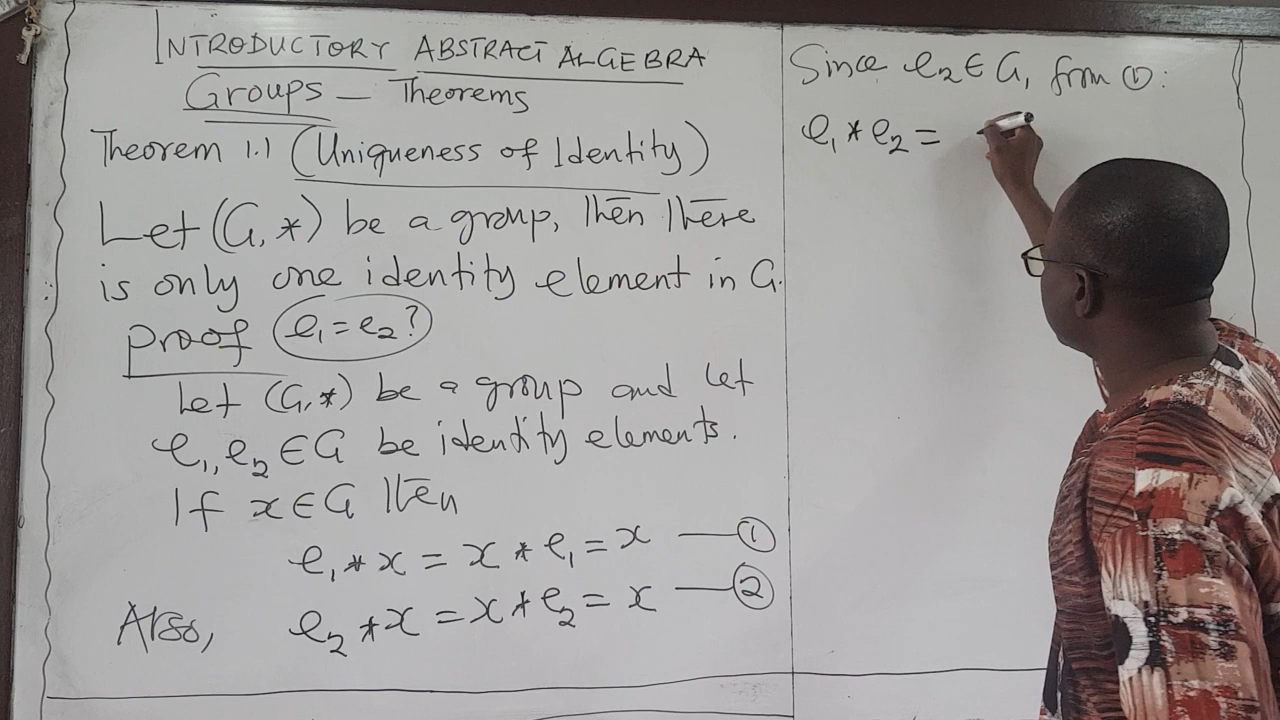 INTRODUCTORY ABSTRACT ALGEBRA
Groups — Theorems
Theorem 1.1 (Uniqueness of Identity)
Let (G, *) be a group, then there
is only one identity element in G.
Proof e₁ = e₂?
Let (G, *) be a group and let
e₁, e₂ ∈ G be identity elements.
If x ∈ G then
e₁ * x = x * e₁ = x — ①
Also, e₂ * x = x * e₂ = x — ②
Since e₂ ∈ G, from ①:
e₁ * e₂ =